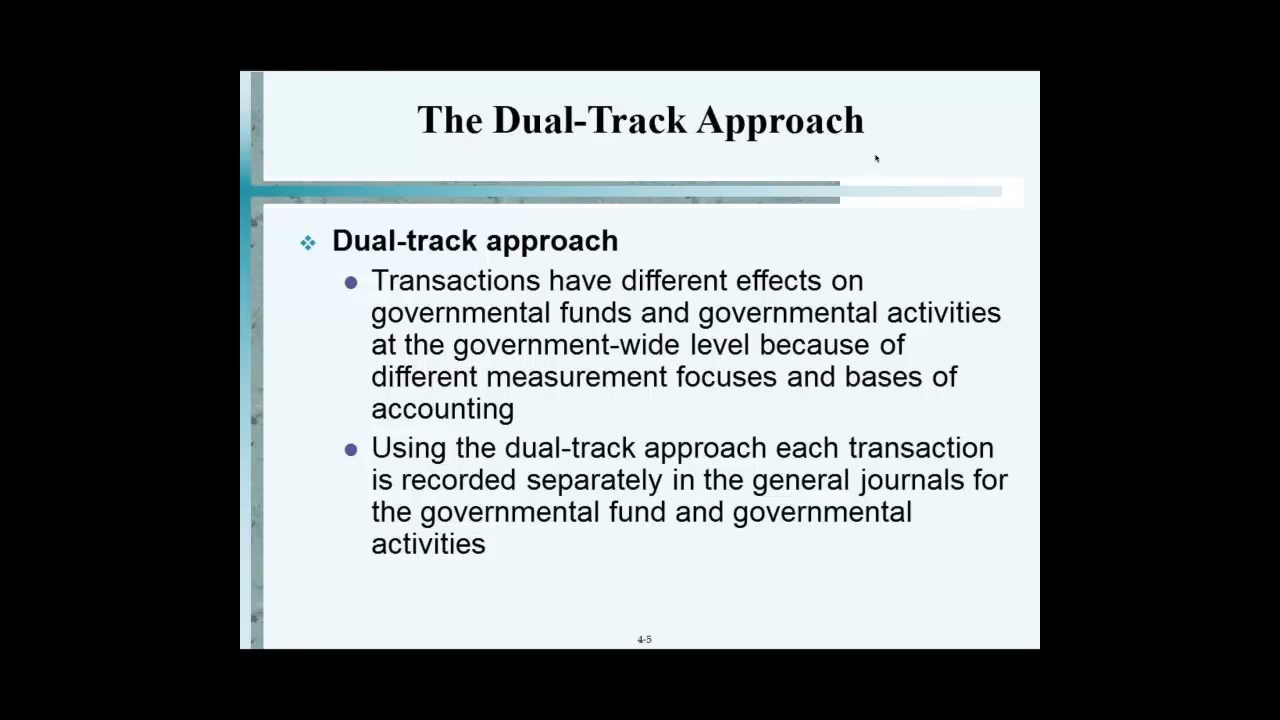 The Dual-Track Approach
Dual-track approach
Transactions have different effects on
governmental funds and governmental activities
at the government-wide level because of
different measurement focuses and bases of
accounting
Using the dual-track approach each transaction
is recorded separately in the general journals for
the governmental fund and governmental
activities
4-5